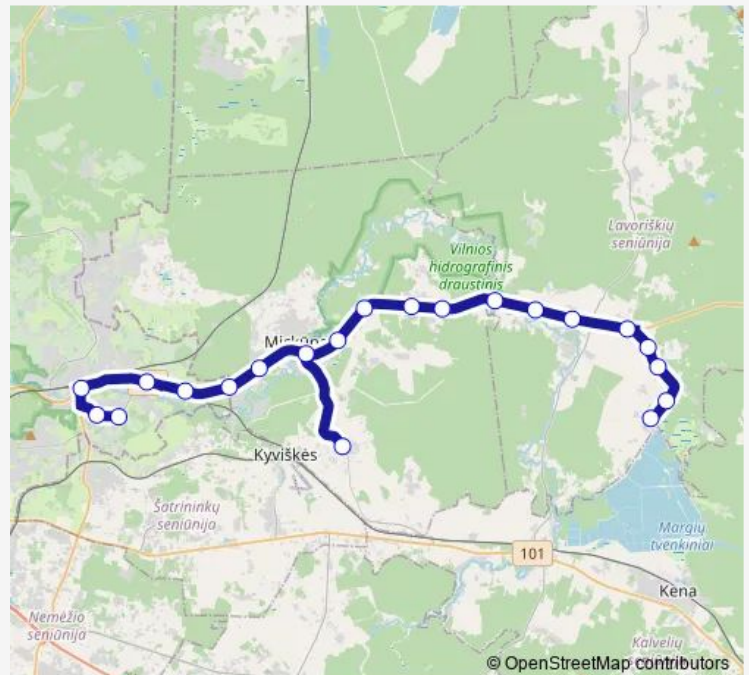 Lavoriškių
seniūnija
Vilnios
hidrografinis
draustinis
Kyviškės
Šatrininkų
seniūnija
101
Margių
tvenkiniai
Kena
Nemėžio
seniūnija
Kalvelių
© OpenStreetMap contributors